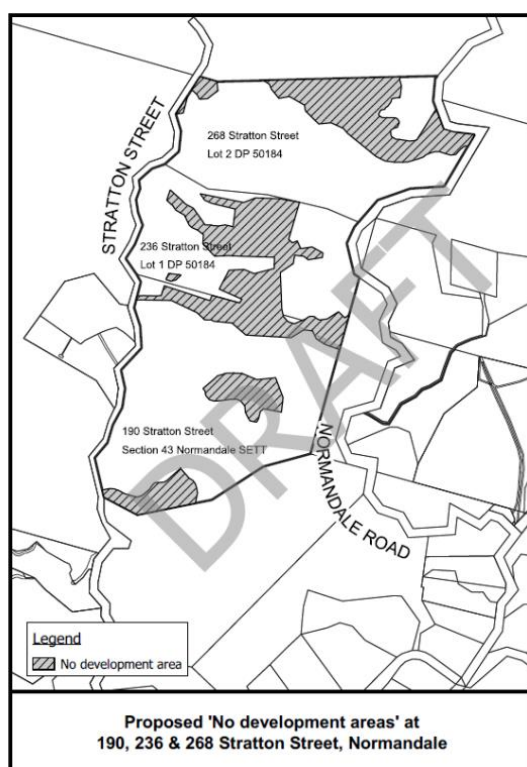 STRATTON STREET
268 Stratton Street
Lot 2 DP 50184
236 Stratton Street
Lot 1 DP 50184
190 Stratton Street
Section 43 Normandale SETT
NORMANDALE ROAD
DRAFT
Legend
No development area
Proposed 'No development areas' at
190, 236 & 268 Stratton Street, Normandale